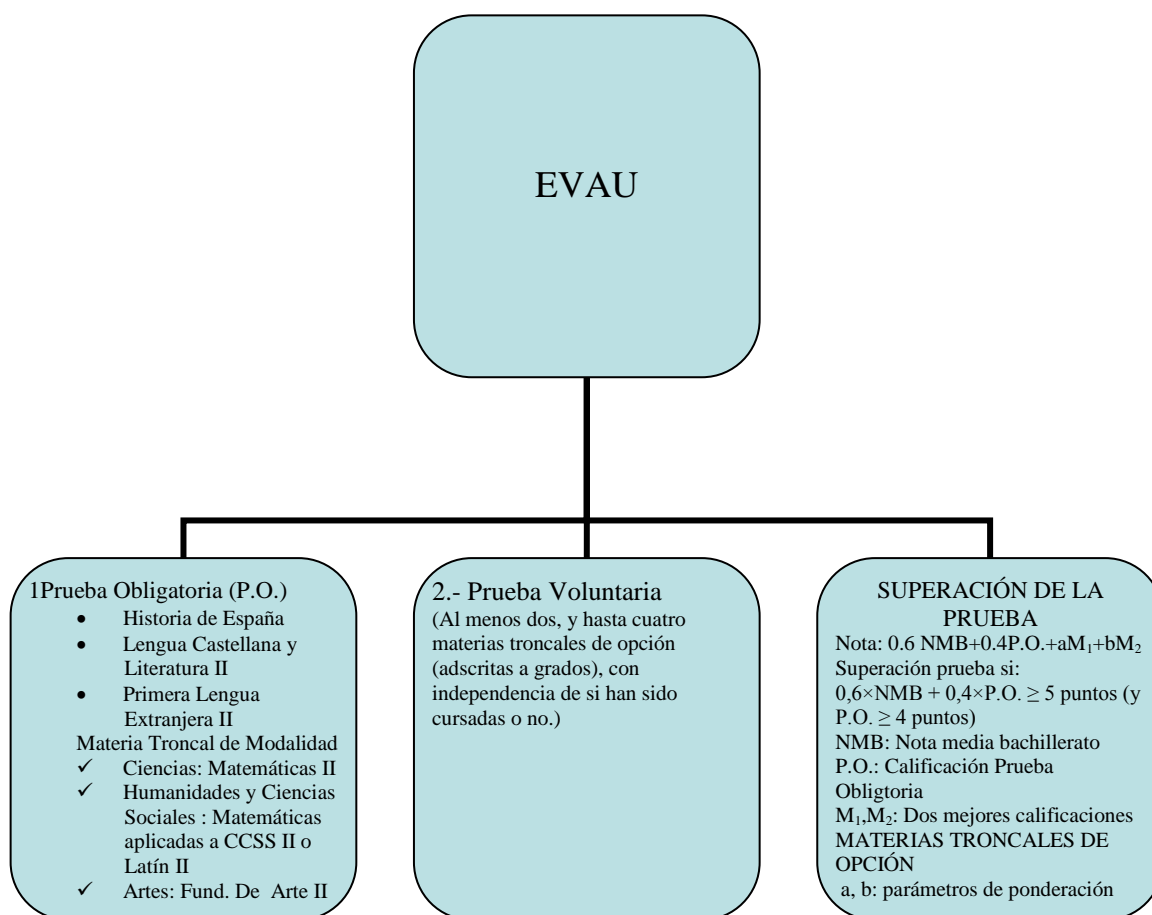 EVAU
1Prueba Obligatoria (P.O.)
• Historia de España
• Lengua Castellana y
Literatura II
• Primera Lengua
Extranjera II
Materia Troncal de Modalidad
✓ Ciencias: Matemáticas II
✓ Humanidades y Ciencias
Sociales : Matemáticas
aplicadas a CCSS II o
Latín II
✓ Artes: Fund. De Arte II
2.- Prueba Voluntaria
(Al menos dos, y hasta cuatro
materias troncales de opción
(adscritas a grados), con
independencia de si han sido
cursadas o no.)
SUPERACIÓN DE LA
PRUEBA
Nota: 0.6 NMB+0.4P.O.+aM₁+bM₂
Superación prueba si:
0,6×NMB + 0,4×P.O. ≥ 5 puntos (y
P.O. ≥ 4 puntos)
NMB: Nota media bachillerato
P.O.: Calificación Prueba
Obligtoria
M₁,M₂: Dos mejores calificaciones
MATERIAS TRONCALES DE
OPCIÓN
a, b: parámetros de ponderación